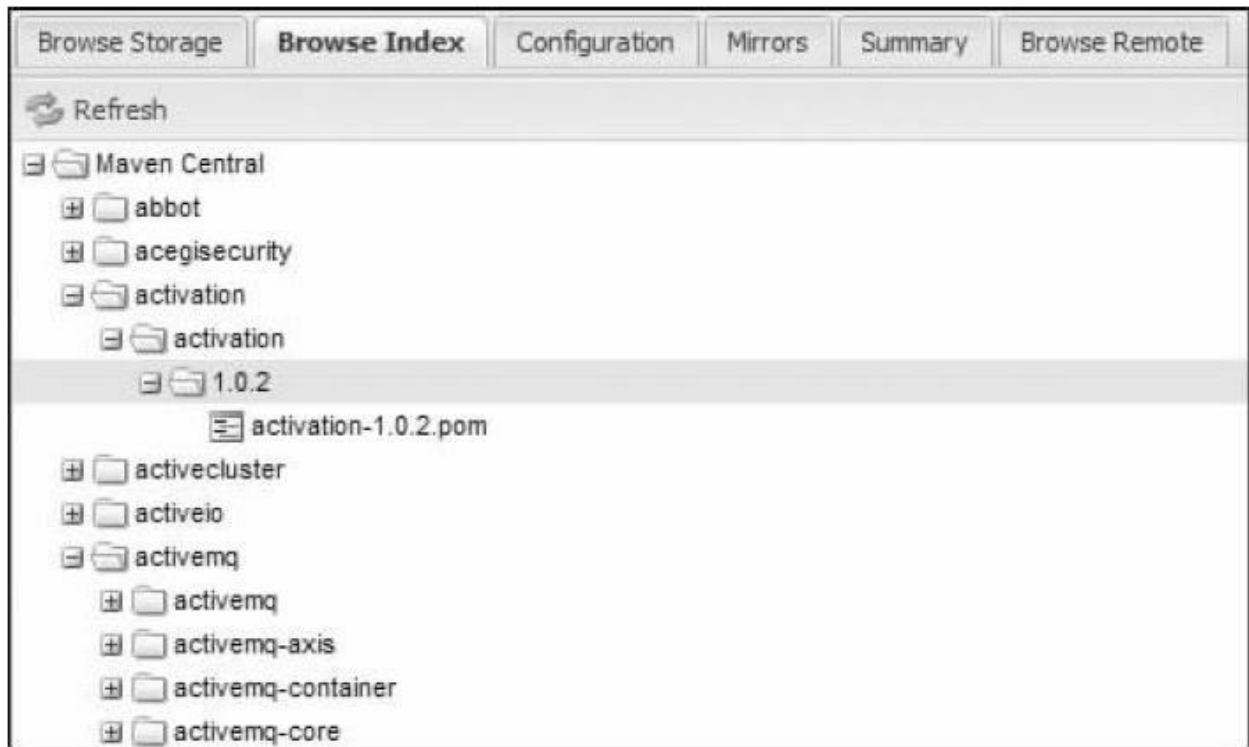 Browse Storage Browse Index Configuration Mirrors Summary Browse Remote
Refresh
Maven Central
abbot
acegisecurity
activation
activation
1.0.2
activation-1.0.2.pom
activecluster
activeio
activemq
activemq
activemq-axis
activemq-container
activemq-core